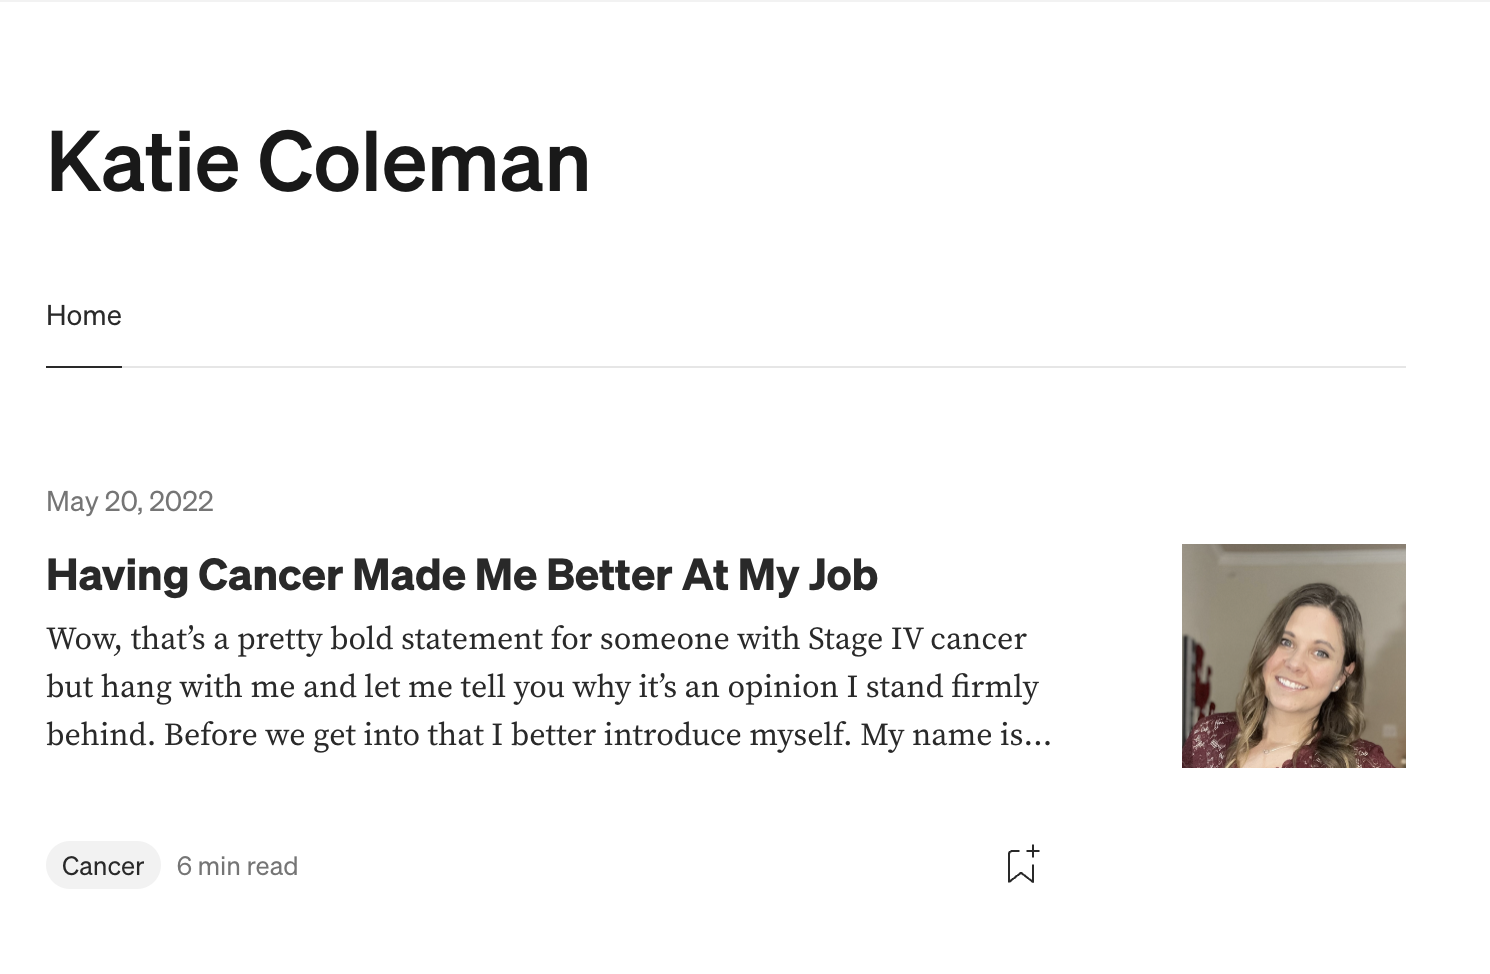 Katie Coleman
Home
May 20, 2022
Having Cancer Made Me Better At My Job
Wow, that’s a pretty bold statement for someone with Stage IV cancer
but hang with me and let me tell you why it’s an opinion I stand firmly
behind. Before we get into that I better introduce myself. My name is…
Cancer 6 min read